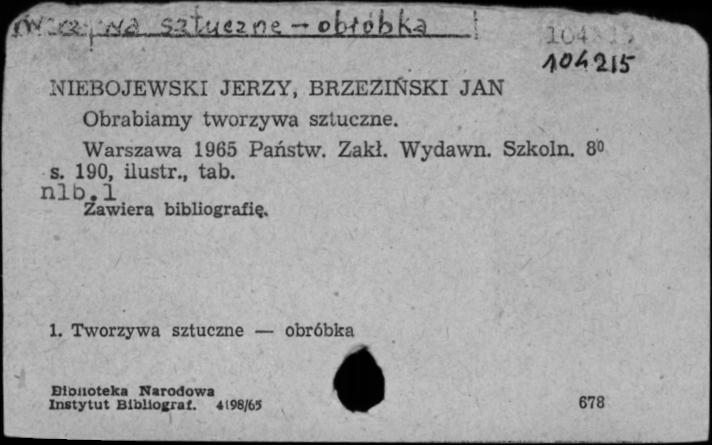 Tworzywa sztuczne - obróbka
104215
104215
NIEBOJEWSKI JERZY, BRZEZIŃSKI JAN
Obrabiamy tworzywa sztuczne.
Warszawa 1965 Państw. Zakł. Wydawn. Szkoln. 8⁰
s. 190, ilustr., tab.
nlb.1
Zawiera bibliografię.
1. Tworzywa sztuczne — obróbka
Biblioteka Narodowa
Instytut Bibliograf. 4198/65
678